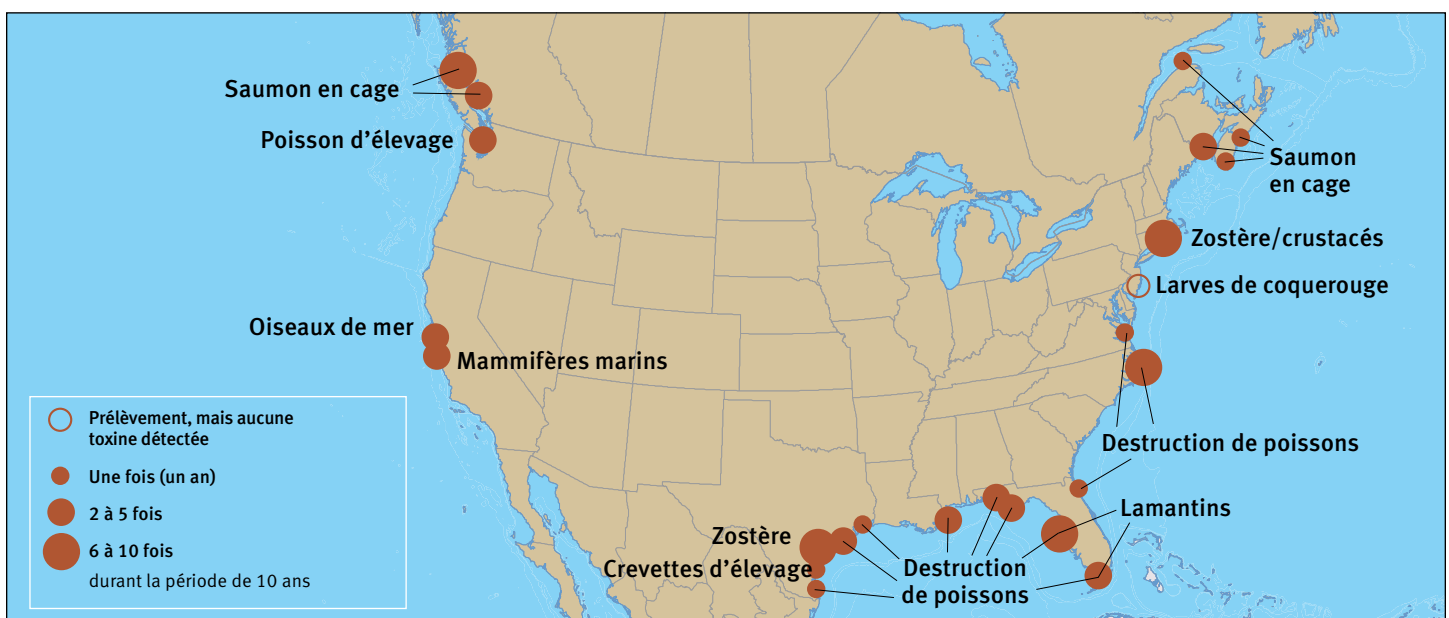 Saumon en cage
Poisson d'élevage
Oiseaux de mer
Mammifères marins
Saumon
en cage
Zostère/crustacés
Larves de coquerouge
Destruction de poissons
Lamantins
Zostère
Crevettes d'élevage
Destruction
de poissons
Prélèvement, mais aucune
toxine détectée
Une fois (un an)
2 à 5 fois
6 à 10 fois
durant la période de 10 ans